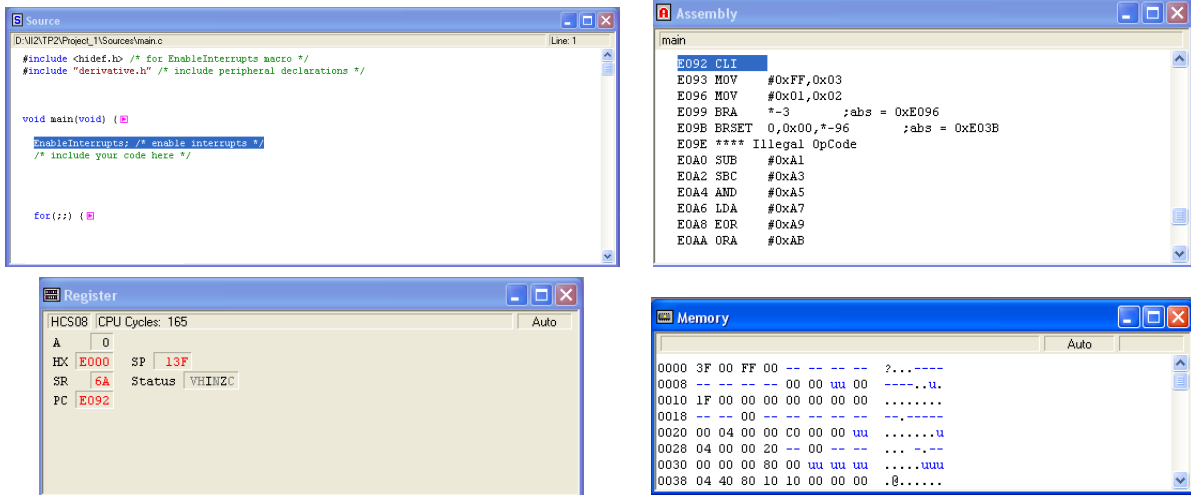 Source
D:\II2\TP2\Project_1\Sources\main.c Line: 1
#include <hidef.h> /* for EnableInterrupts macro */
#include "derivative.h" /* include peripheral declarations */
void main(void) {
EnableInterrupts; /* enable interrupts */
/* include your code here */
for(;;) {
Assembly
main
E092 CLI
E093 MOV #0xFF,0x03
E096 MOV #0x01,0x02
E099 BRA *-3 ;abs = 0xE096
E09B BRSET 0,0x00,*-96 ;abs = 0xE03B
E09E **** Illegal OpCode
E0A0 SUB #0xA1
E0A2 SBC #0xA3
E0A4 AND #0xA5
E0A6 LDA #0xA7
E0A8 EOR #0xA9
E0AA ORA #0xAB
Register
HCS08 CPU Cycles: 165 Auto
A 0
HX E000 SP 13F
SR 6A Status VHINZC
PC E092
Memory
Auto
0000 3F 00 FF 00 -- -- -- -- ?...----
0008 -- -- -- -- 00 00 uu 00 ----..u.
0010 1F 00 00 00 00 00 00 00 ........
0018 -- -- 00 -- -- -- -- -- --.-----
0020 00 04 00 00 C0 00 00 uu .......u
0028 04 00 00 20 -- 00 -- -- ... -.--
0030 00 00 00 80 00 uu uu uu .....uuu
0038 04 40 80 10 10 00 00 00 .@......